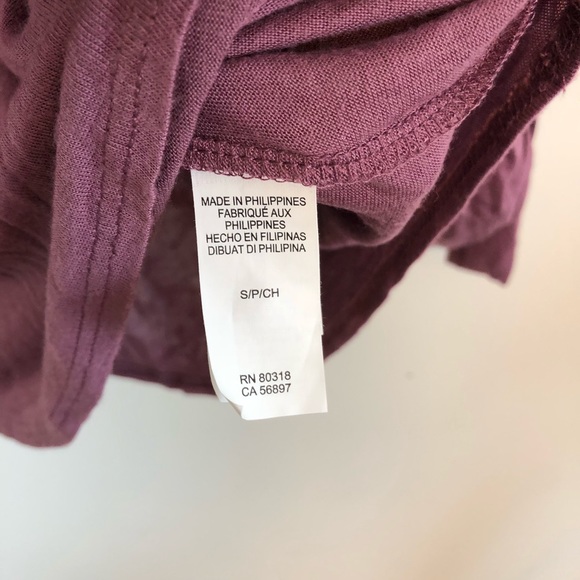 MADE IN PHILIPPINES
FABRIQUÉ AUX
PHILIPPINES
HECHO EN FILIPINAS
DIBUAT DI PHILIPINA
S/P/CH
RN 80318
CA 56897